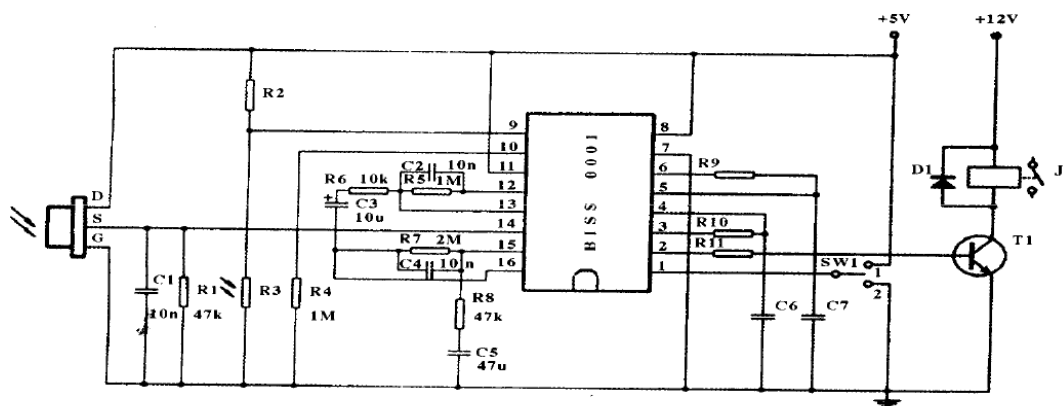 +5V
+12V
R2
9
10
11
12
13
14
15
16
BISS 0001
8
7
6
5
4
3
2
1
R9
C2
10n
R6
10k
R5
1M
C3
10u
R10
D1
J
D
S
G
R7
2M
C4
10n
R11
T1
SW1
1
2
C1
10n
R1
47k
R3
R4
1M
R8
47k
C5
47u
C6
C7